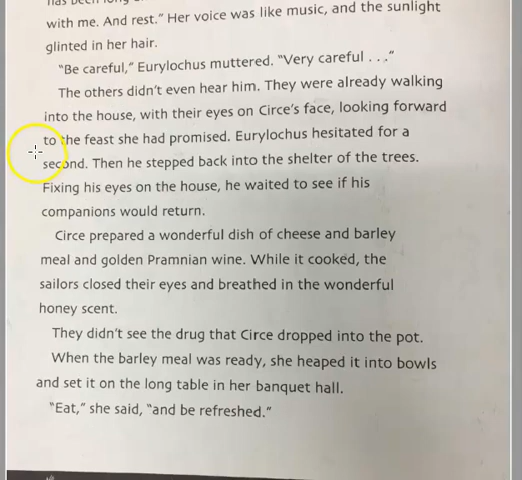 has been long
with me. And rest.” Her voice was like music, and the sunlight
glinted in her hair.
“Be careful,” Eurylochus muttered. “Very careful . . .”
The others didn’t even hear him. They were already walking
into the house, with their eyes on Circe’s face, looking forward
to the feast she had promised. Eurylochus hesitated for a
second. Then he stepped back into the shelter of the trees.
Fixing his eyes on the house, he waited to see if his
companions would return.
Circe prepared a wonderful dish of cheese and barley
meal and golden Pramnian wine. While it cooked, the
sailors closed their eyes and breathed in the wonderful
honey scent.
They didn’t see the drug that Circe dropped into the pot.
When the barley meal was ready, she heaped it into bowls
and set it on the long table in her banquet hall.
“Eat,” she said, “and be refreshed.”